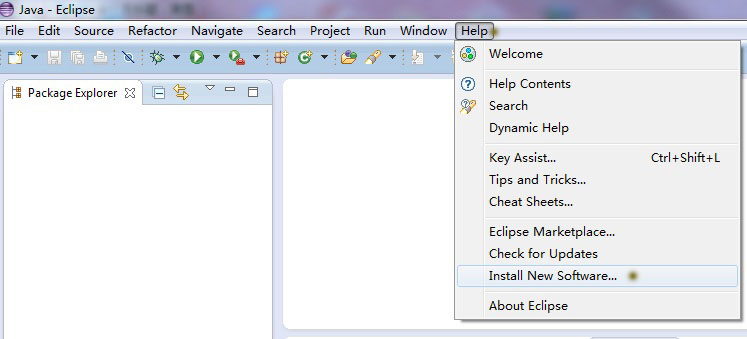 Java - Eclipse
File Edit Source Refactor Navigate Search Project Run Window Help
Package Explorer
Welcome
Help Contents
Search
Dynamic Help
Key Assist... Ctrl+Shift+L
Tips and Tricks...
Cheat Sheets...
Eclipse Marketplace...
Check for Updates
Install New Software...
About Eclipse